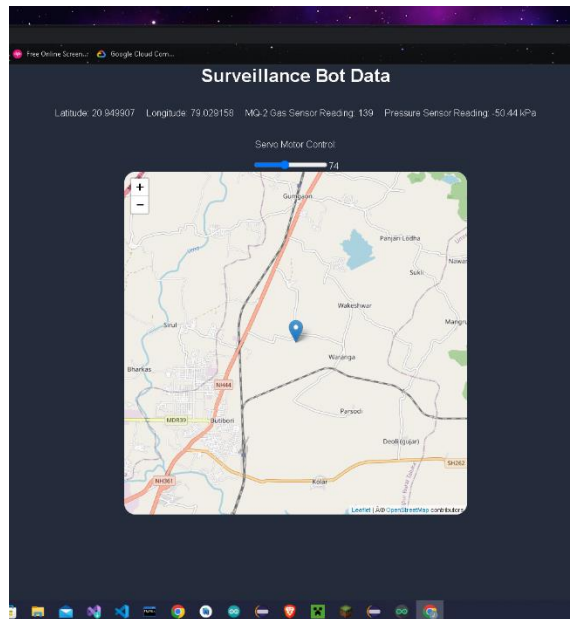 Free Online Screen...
Google Cloud Com...
Surveillance Bot Data
Latitude: 20.949907 Longitude: 79.029158 MQ-2 Gas Sensor Reading: 139 Pressure Sensor Reading: -50.44 kPa
Servo Motor Control:
74
+
−
Gumgaon
Panjari Lodha
Nawar
Sukli
Wakeshwar
Mangru
Sirul
Waranga
Bharkas
NH44
Parsodi
MDR39
Butibori
Deoli(gujar)
SH262
NH361
Kolar
Leaflet | Â© OpenStreetMap contributors